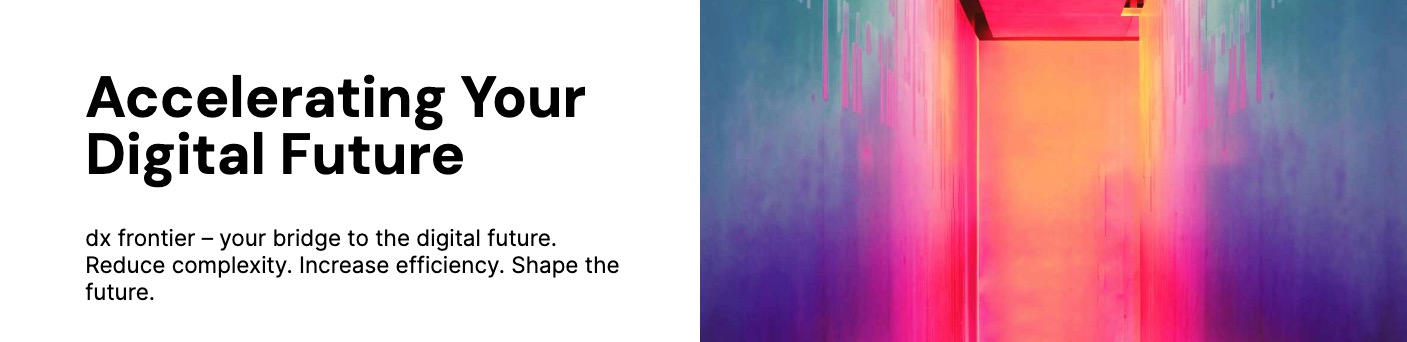 Accelerating Your
Digital Future
dx frontier – your bridge to the digital future.
Reduce complexity. Increase efficiency. Shape the
future.